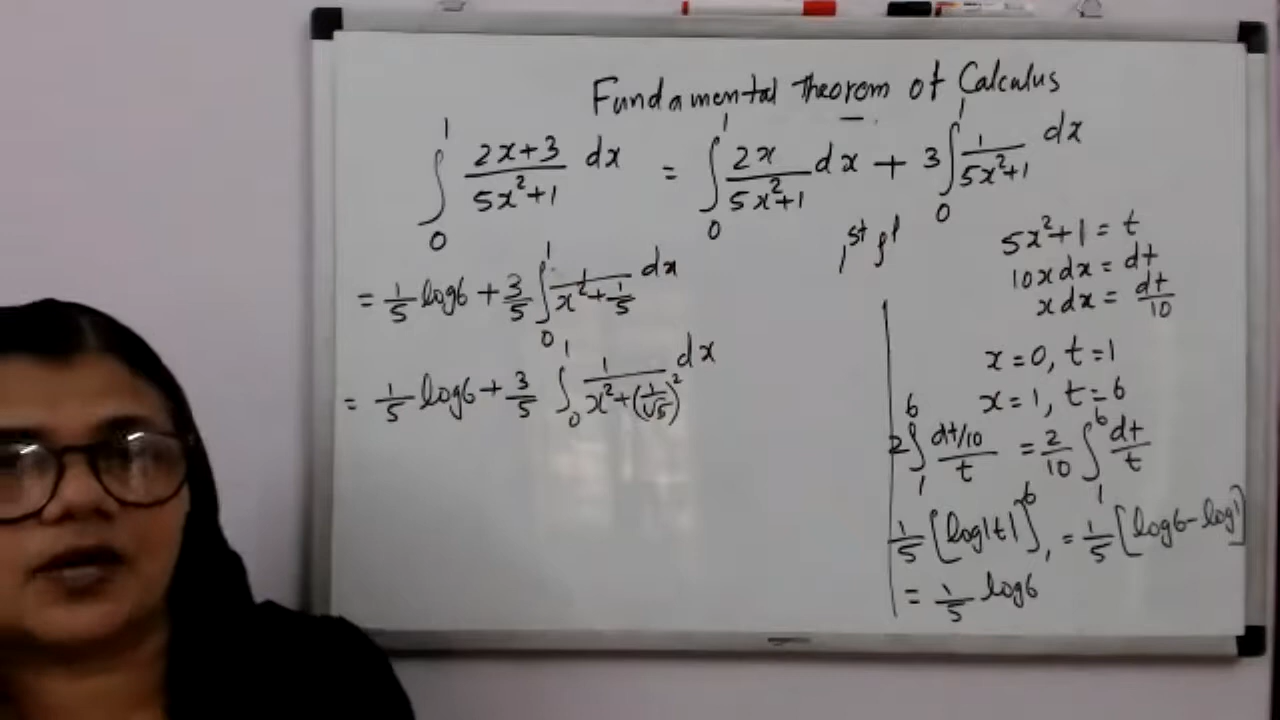 Fundamental Theorem of Calculus
∫₀¹ (2x+3)/(5x²+1) dx = ∫₀¹ 2x/(5x²+1) dx + 3∫₀¹ 1/(5x²+1) dx
= 1/5 log6 + 3/5 ∫₀¹ 1/(x²+1/5) dx
= 1/5 log6 + 3/5 ∫₀¹ 1/(x²+(1/√5)²) dx
1st
5x²+1 = t
10x dx = dt
x dx = dt/10
x=0, t=1
x=1, t=6
2∫₁⁶ (dt/10)/t = 2/10 ∫₁⁶ dt/t
1/5 [log|t|]₁⁶ = 1/5 [log6-log1]
= 1/5 log6